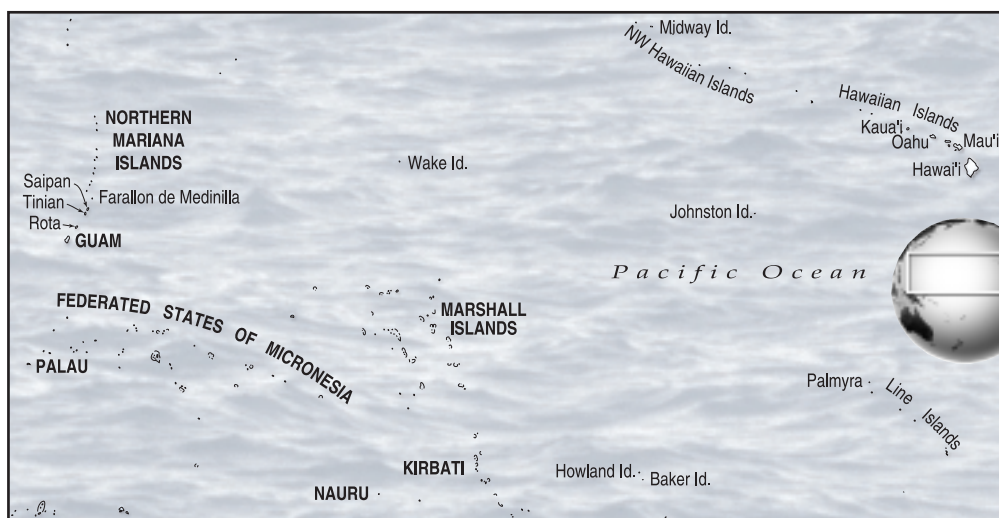 Midway Id.
NW Hawaiian Islands
Hawaiian Islands
Kaua'i
Oahu
Mau'i
Hawai'i
NORTHERN
MARIANA
ISLANDS
Wake Id.
Saipan
Tinian
Farallon de Medinilla
Rota
GUAM
Johnston Id.
Pacific Ocean
FEDERATED STATES OF MICRONESIA
MARSHALL
ISLANDS
PALAU
Palmyra
Line Islands
KIRBATI
Howland Id.
Baker Id.
NAURU